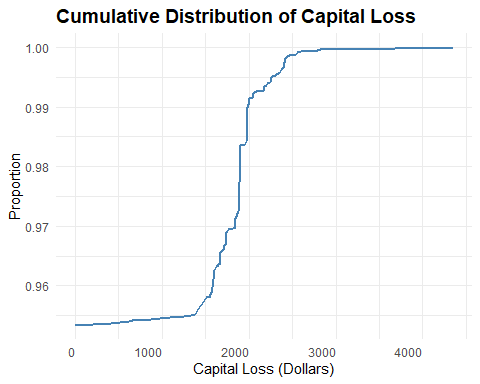 Cumulative Distribution of Capital Loss
1.00
0.99
0.98
0.97
0.96
Proportion
0 1000 2000 3000 4000
Capital Loss (Dollars)